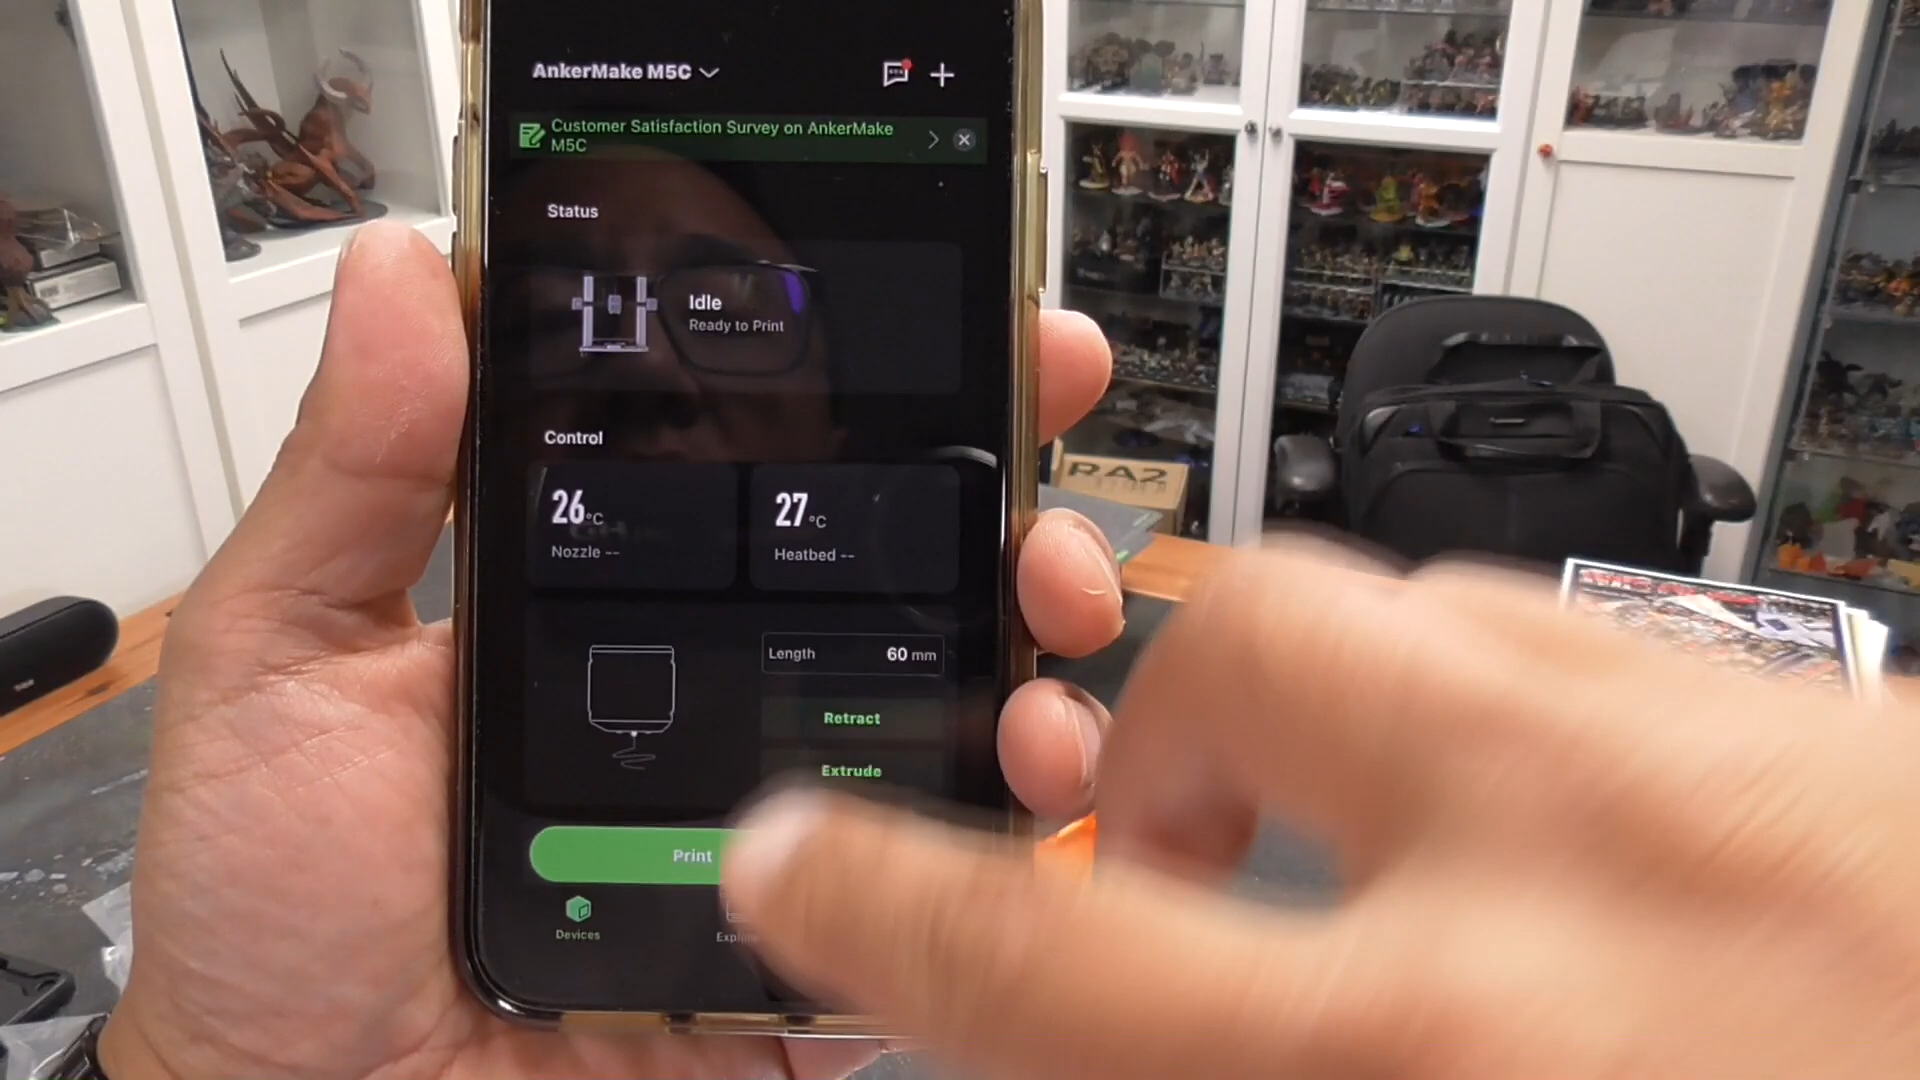 AnkerMake M5C
Customer Satisfaction Survey on AnkerMake
M5C
Status
Idle
Ready to Print
Control
26 °C
27 °C
Nozzle --
Heatbed --
Length 60 mm
Retract
Extrude
Print
Devices
RA2